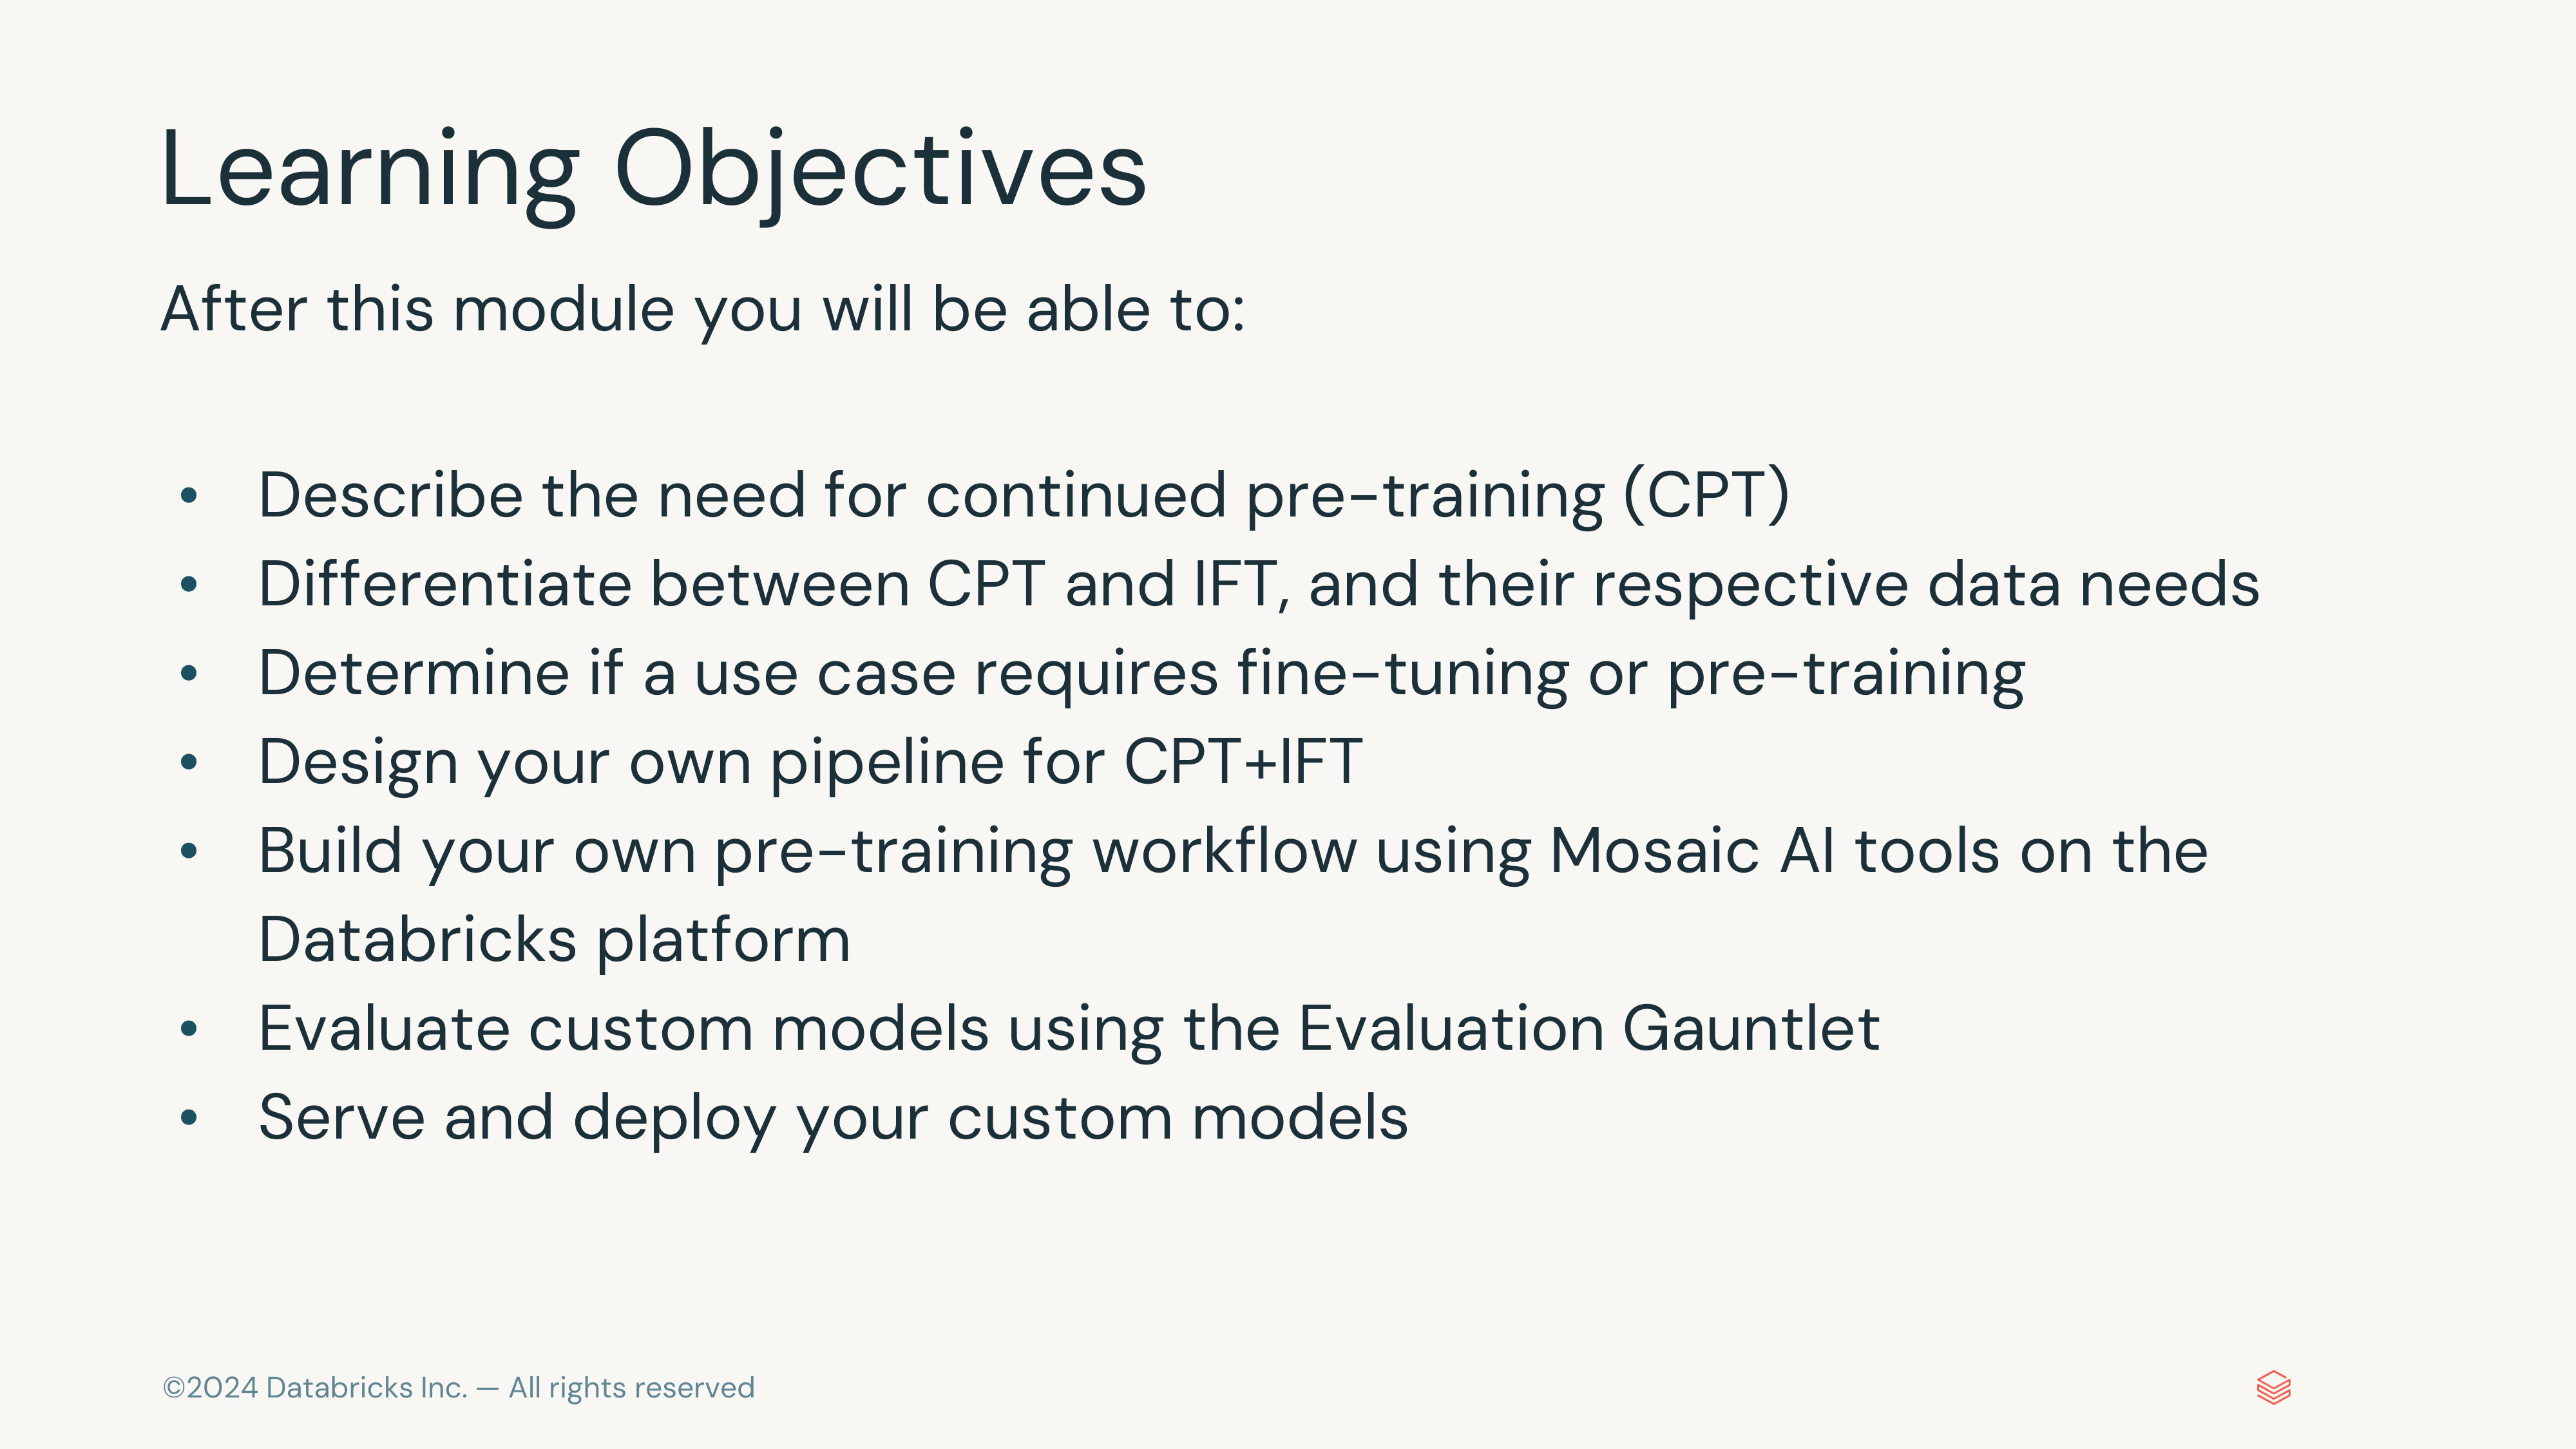 Learning Objectives
After this module you will be able to:
• Describe the need for continued pre-training (CPT)
• Differentiate between CPT and IFT, and their respective data needs
• Determine if a use case requires fine-tuning or pre-training
• Design your own pipeline for CPT+IFT
• Build your own pre-training workflow using Mosaic AI tools on the
Databricks platform
• Evaluate custom models using the Evaluation Gauntlet
• Serve and deploy your custom models
©2024 Databricks Inc. — All rights reserved